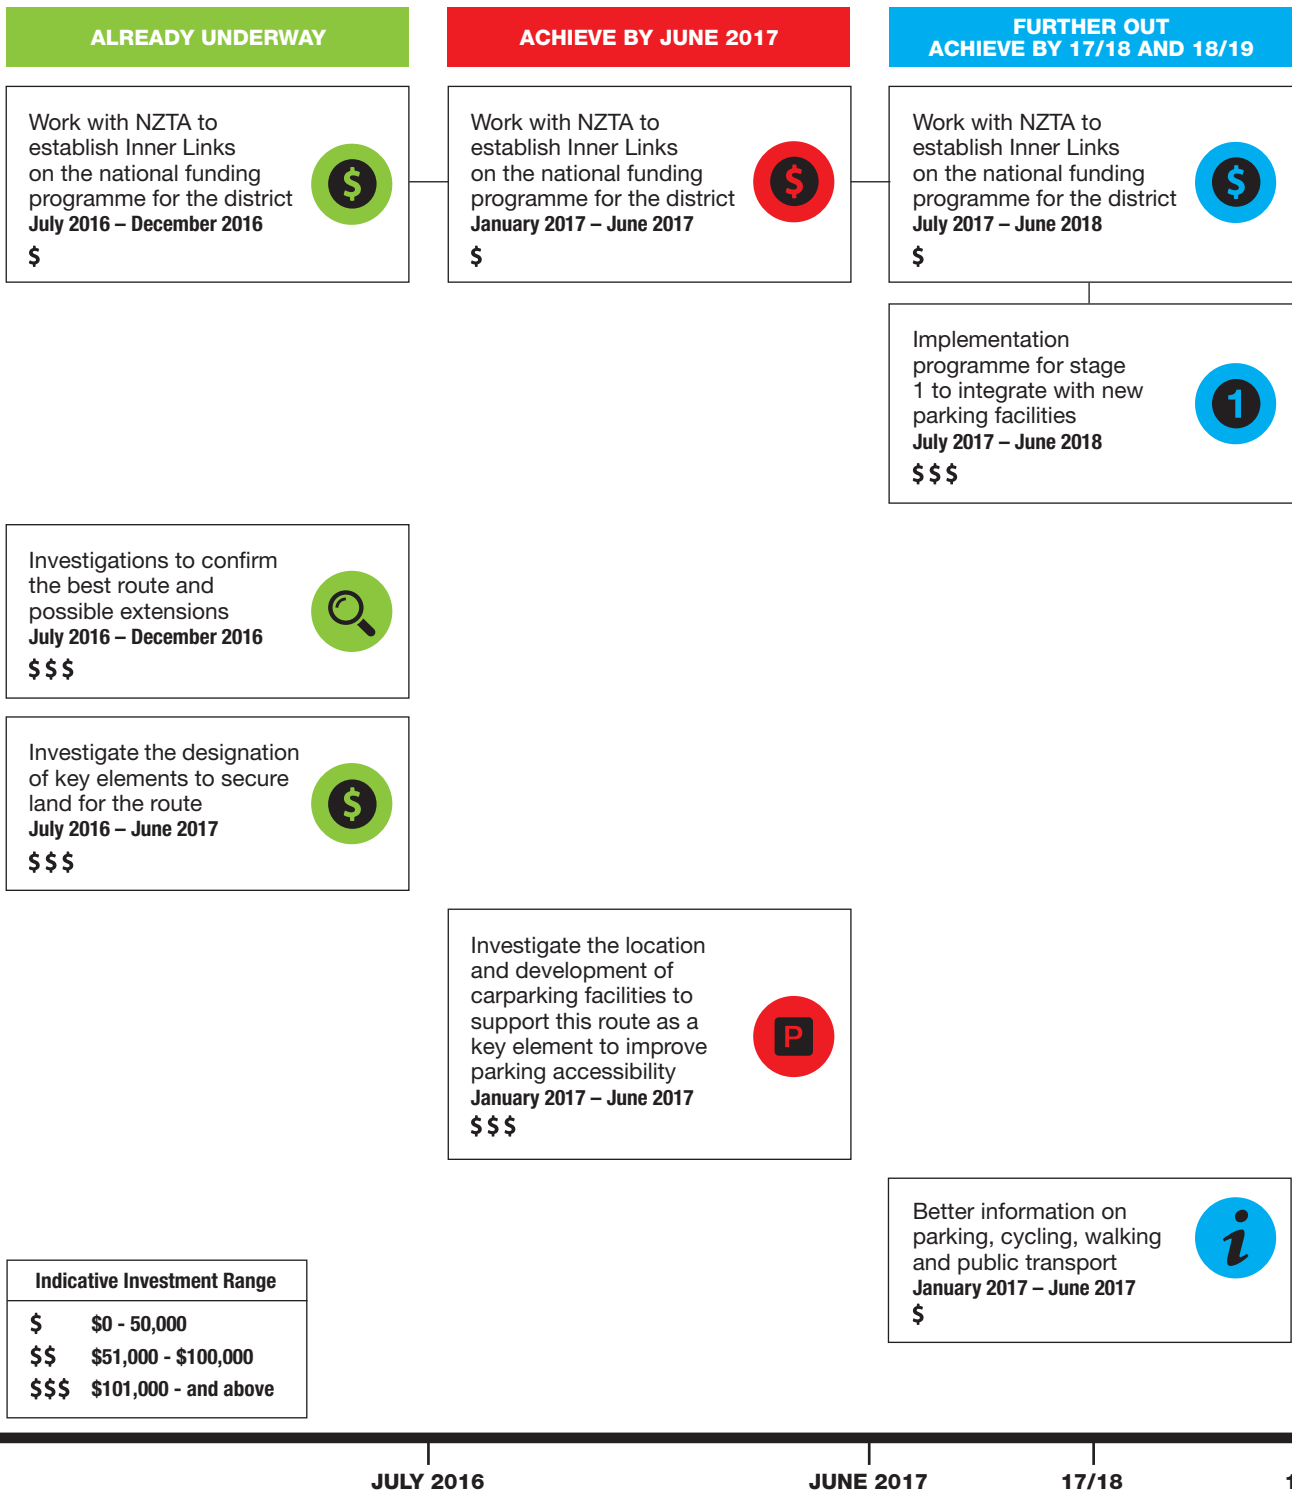 ALREADY UNDERWAY
ACHIEVE BY JUNE 2017
FURTHER OUT
ACHIEVE BY 17/18 AND 18/19
Work with NZTA to
establish Inner Links
on the national funding
programme for the district
July 2016 – December 2016
$
$
Work with NZTA to
establish Inner Links
on the national funding
programme for the district
January 2017 – June 2017
$
$
Work with NZTA to
establish Inner Links
on the national funding
programme for the district
July 2017 – June 2018
$
$
Implementation
programme for stage
1 to integrate with new
parking facilities
July 2017 – June 2018
$$$
1
Investigations to confirm
the best route and
possible extensions
July 2016 – December 2016
$$$
Investigate the designation
of key elements to secure
land for the route
July 2016 – June 2017
$$$
$
Investigate the location
and development of
carparking facilities to
support this route as a
key element to improve
parking accessibility
January 2017 – June 2017
$$$
P
Better information on
parking, cycling, walking
and public transport
January 2017 – June 2017
$
i
Indicative Investment Range
$ $0 - 50,000
$$ $51,000 - $100,000
$$$ $101,000 - and above
JULY 2016
JUNE 2017
17/18